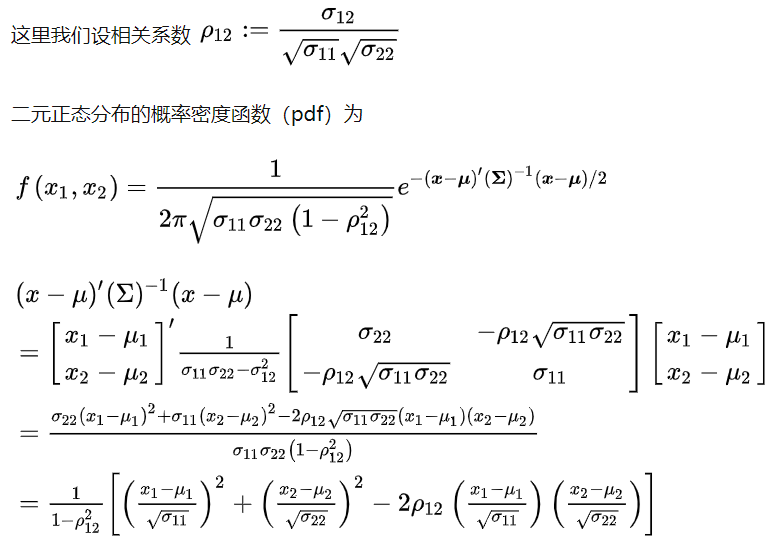 这里我们设相关系数 $\rho_{12} := \frac{\sigma_{12}}{\sqrt{\sigma_{11}}\sqrt{\sigma_{22}}}$
二元正态分布的概率密度函数（pdf）为
$f(x_1, x_2) = \frac{1}{2\pi\sqrt{\sigma_{11}\sigma_{22}\left(1-\rho_{12}^2\right)}} e^{-(\boldsymbol{x}-\boldsymbol{\mu})'(\boldsymbol{\Sigma})^{-1}(\boldsymbol{x}-\boldsymbol{\mu})/2}$
$(x-\mu)'(\Sigma)^{-1}(x-\mu)$
$= \begin{bmatrix} x_1-\mu_1 \\ x_2-\mu_2 \end{bmatrix}' \frac{1}{\sigma_{11}\sigma_{22}-\sigma_{12}^2} \begin{bmatrix} \sigma_{22} & -\rho_{12}\sqrt{\sigma_{11}\sigma_{22}} \\ -\rho_{12}\sqrt{\sigma_{11}\sigma_{22}} & \sigma_{11} \end{bmatrix} \begin{bmatrix} x_1-\mu_1 \\ x_2-\mu_2 \end{bmatrix}$
$= \frac{\sigma_{22}(x_1-\mu_1)^2+\sigma_{11}(x_2-\mu_2)^2-2\rho_{12}\sqrt{\sigma_{11}\sigma_{22}}(x_1-\mu_1)(x_2-\mu_2)}{\sigma_{11}\sigma_{22}\left(1-\rho_{12}^2\right)}$
$= \frac{1}{1-\rho_{12}^2}\left[\left(\frac{x_1-\mu_1}{\sqrt{\sigma_{11}}}\right)^2+\left(\frac{x_2-\mu_2}{\sqrt{\sigma_{22}}}\right)^2-2\rho_{12}\left(\frac{x_1-\mu_1}{\sqrt{\sigma_{11}}}\right)\left(\frac{x_2-\mu_2}{\sqrt{\sigma_{22}}}\right)\right]$